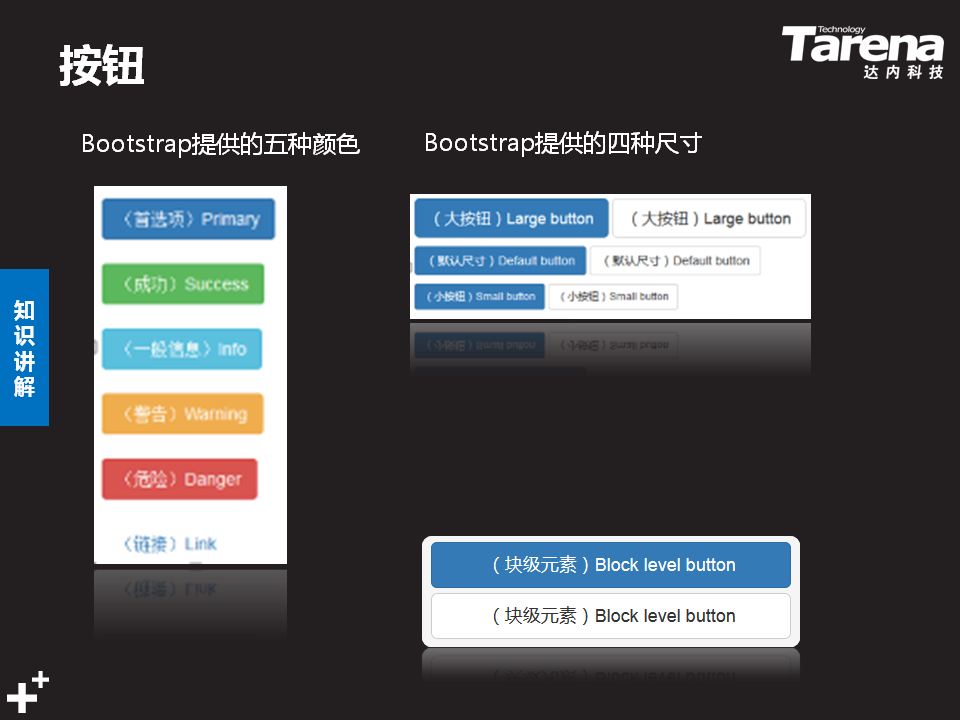 按钮
Technology
Tarena
达内科技
Bootstrap提供的五种颜色
Bootstrap提供的四种尺寸
（首选项）Primary
（成功）Success
（一般信息）Info
（警告）Warning
（危险）Danger
（链接）Link
（大按钮）Large button
（大按钮）Large button
（默认尺寸）Default button
（默认尺寸）Default button
（小按钮）Small button
（小按钮）Small button
（块级元素）Block level button
（块级元素）Block level button
知识讲解